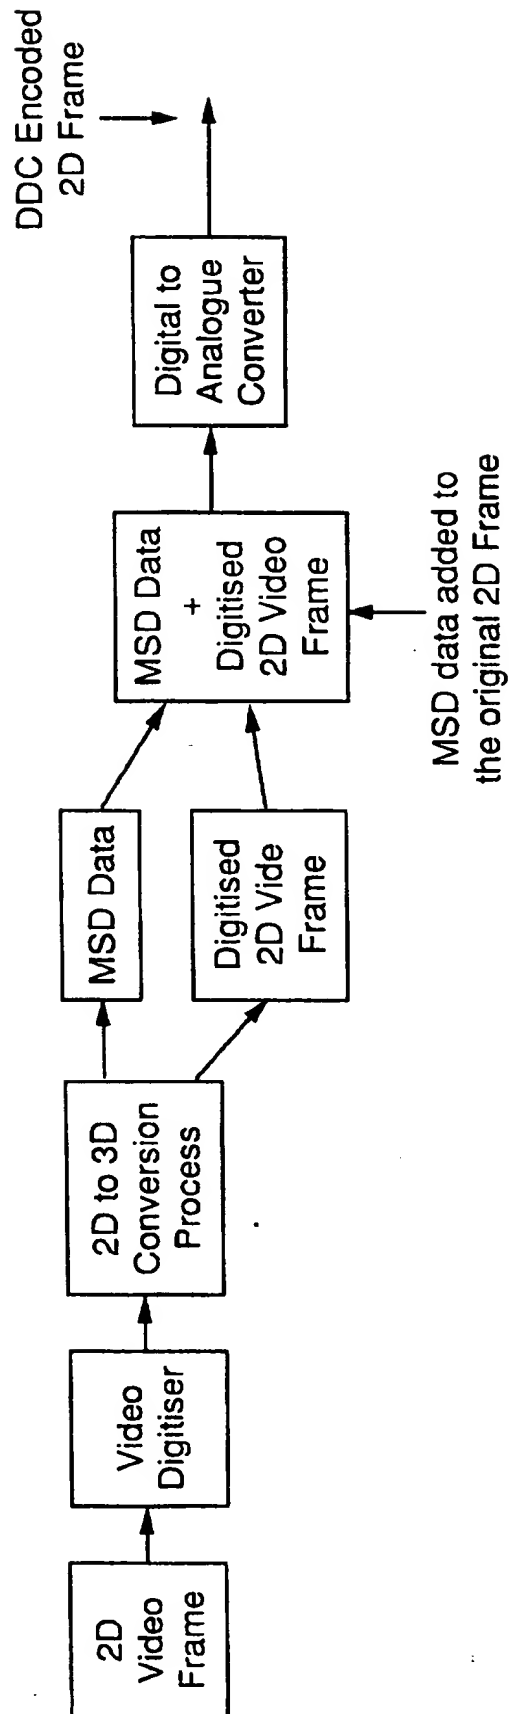 2D
Video
Frame
Video
Digitiser
2D to 3D
Conversion
Process
MSD Data
Digitised
2D Vide
Frame
MSD Data
+
Digitised
2D Video
Frame
MSD data added to
the original 2D Frame
Digital to
Analogue
Converter
DDC Encoded
2D Frame